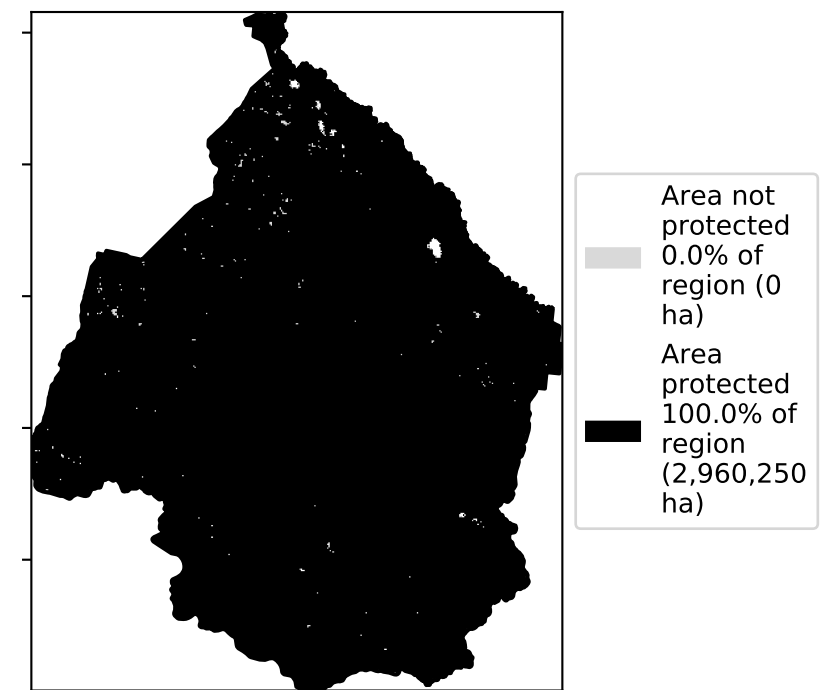 Area not
protected
0.0% of
region (0
ha)
Area
protected
100.0% of
region
(2,960,250
ha)